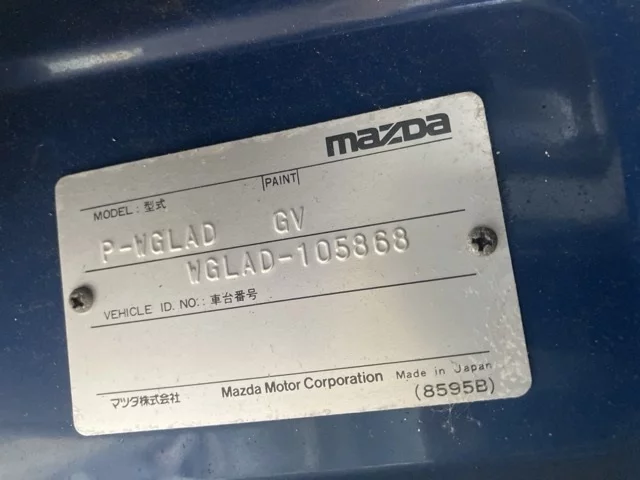 mazda
MODEL: 型式 PAINT
P-WGLAD GV
WGLAD-105868
VEHICLE ID. NO.: 車台番号
マツダ株式会社 Mazda Motor Corporation Made in Japan
(8595B)